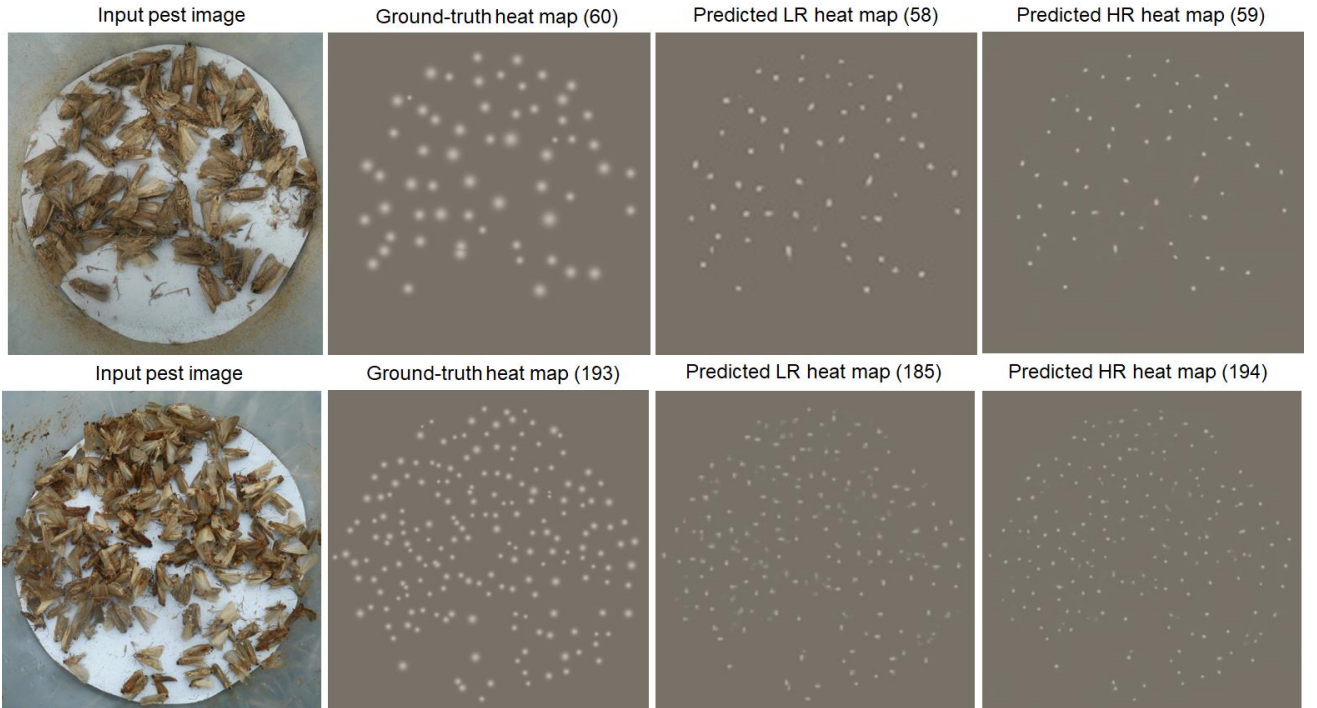 Input pest image
Ground-truth heat map (60)
Predicted LR heat map (58)
Predicted HR heat map (59)
Input pest image
Ground-truth heat map (193)
Predicted LR heat map (185)
Predicted HR heat map (194)